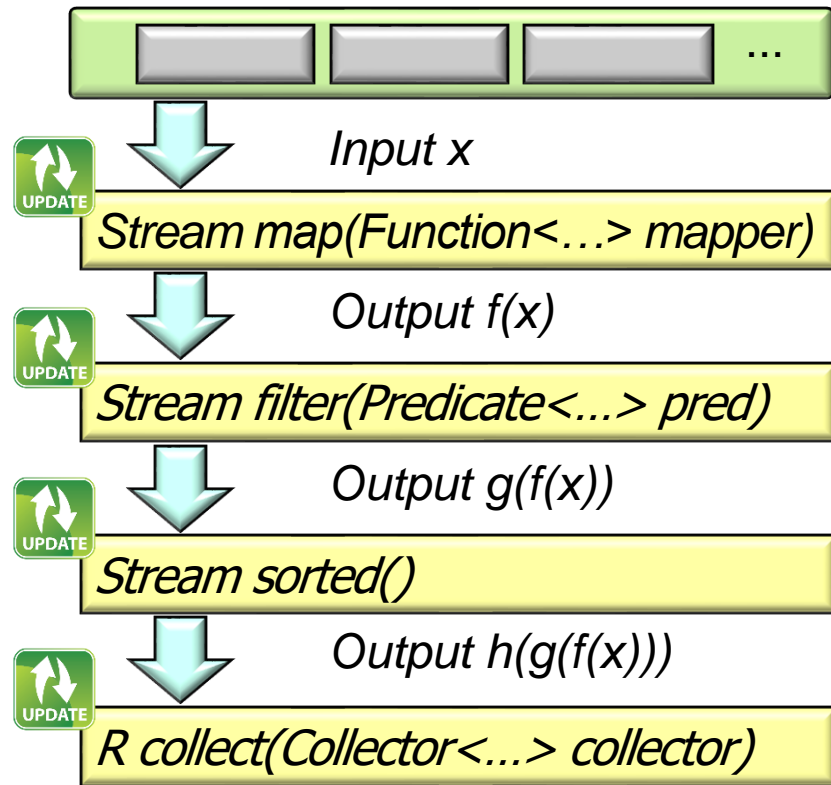 ...
Input x
UPDATE
Stream map(Function<...> mapper)
Output f(x)
UPDATE
Stream filter(Predicate<...> pred)
Output g(f(x))
UPDATE
Stream sorted()
Output h(g(f(x)))
UPDATE
R collect(Collector<...> collector)